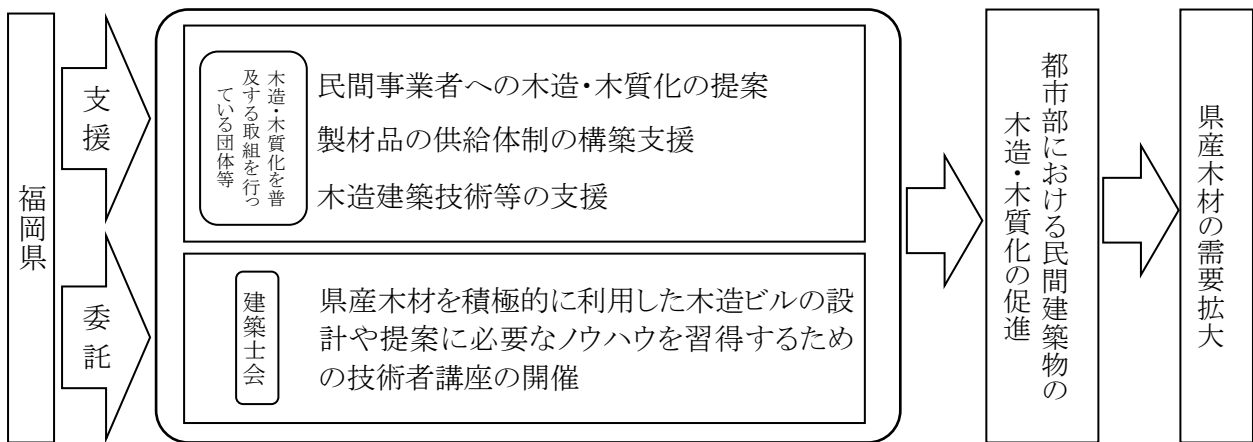 福岡県
支援
委託
木造・木質化を普
及する取組を行っ
ている団体等
民間事業者への木造・木質化の提案
製材品の供給体制の構築支援
木造建築技術等の支援
建築士会
県産木材を積極的に利用した木造ビルの設
計や提案に必要なノウハウを習得するため
の技術者講座の開催
都市部における民間建築物の
木造・木質化の促進
県産木材の需要拡大